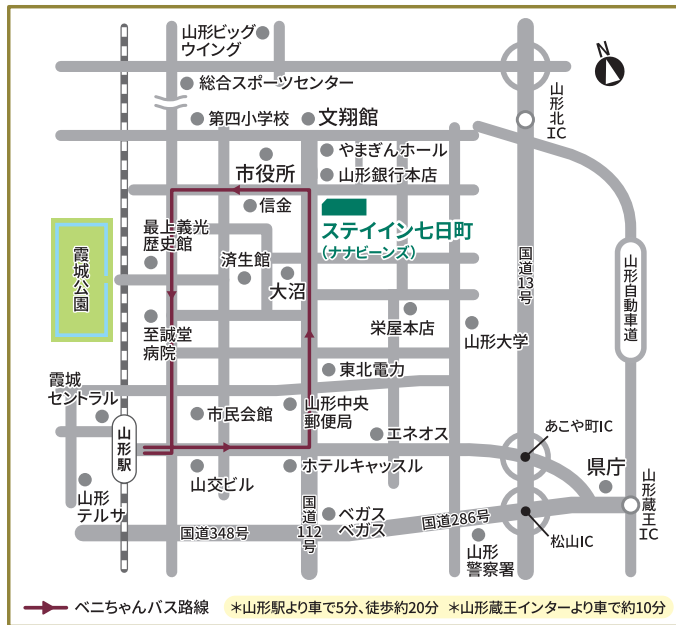 山形ビッグ
ウイング
N
総合スポーツセンター
第四小学校
文翔館
山形北IC
やまぎんホール
市役所
山形銀行本店
信金
ステイイン七日町
(ナナビーンズ)
最上義光
歴史館
霞城公園
済生館
大沼
国道13号
山形自動車道
至誠堂
病院
栄屋本店
山形大学
東北電力
霞城
セントラル
市民会館
山形中央
郵便局
エネオス
あこや町IC
山形駅
山交ビル
ホテルキャッスル
県庁
山形
テルサ
国道112号
ベガス
ベガス
国道286号
山形蔵王IC
国道348号
山形
警察署
松山IC
ベニちゃんバス路線
＊山形駅より車で5分、徒歩約20分 ＊山形蔵王インターより車で約10分